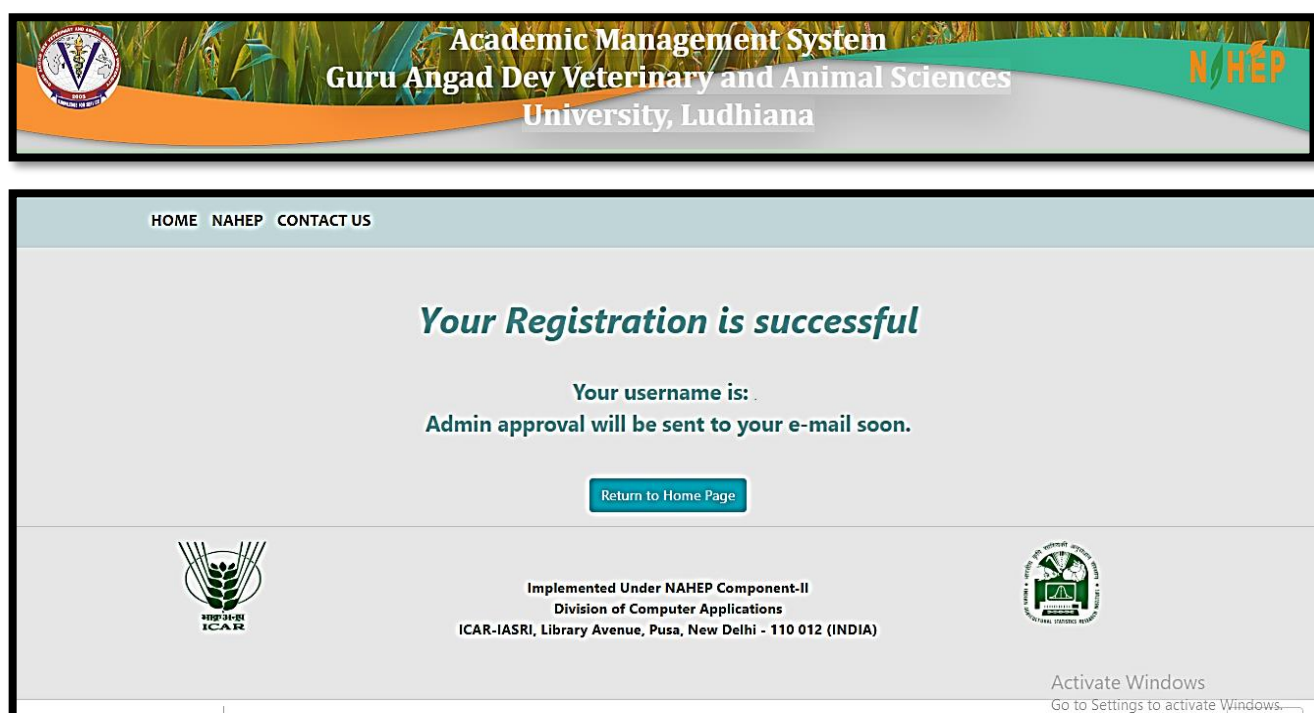 Academic Management System
Guru Angad Dev Veterinary and Animal Sciences
University, Ludhiana
NAHEP
HOME NAHEP CONTACT US
Your Registration is successful
Your username is: .
Admin approval will be sent to your e-mail soon.
Return to Home Page
ICAR
Implemented Under NAHEP Component-II
Division of Computer Applications
ICAR-IASRI, Library Avenue, Pusa, New Delhi - 110 012 (INDIA)
Activate Windows
Go to Settings to activate Windows.